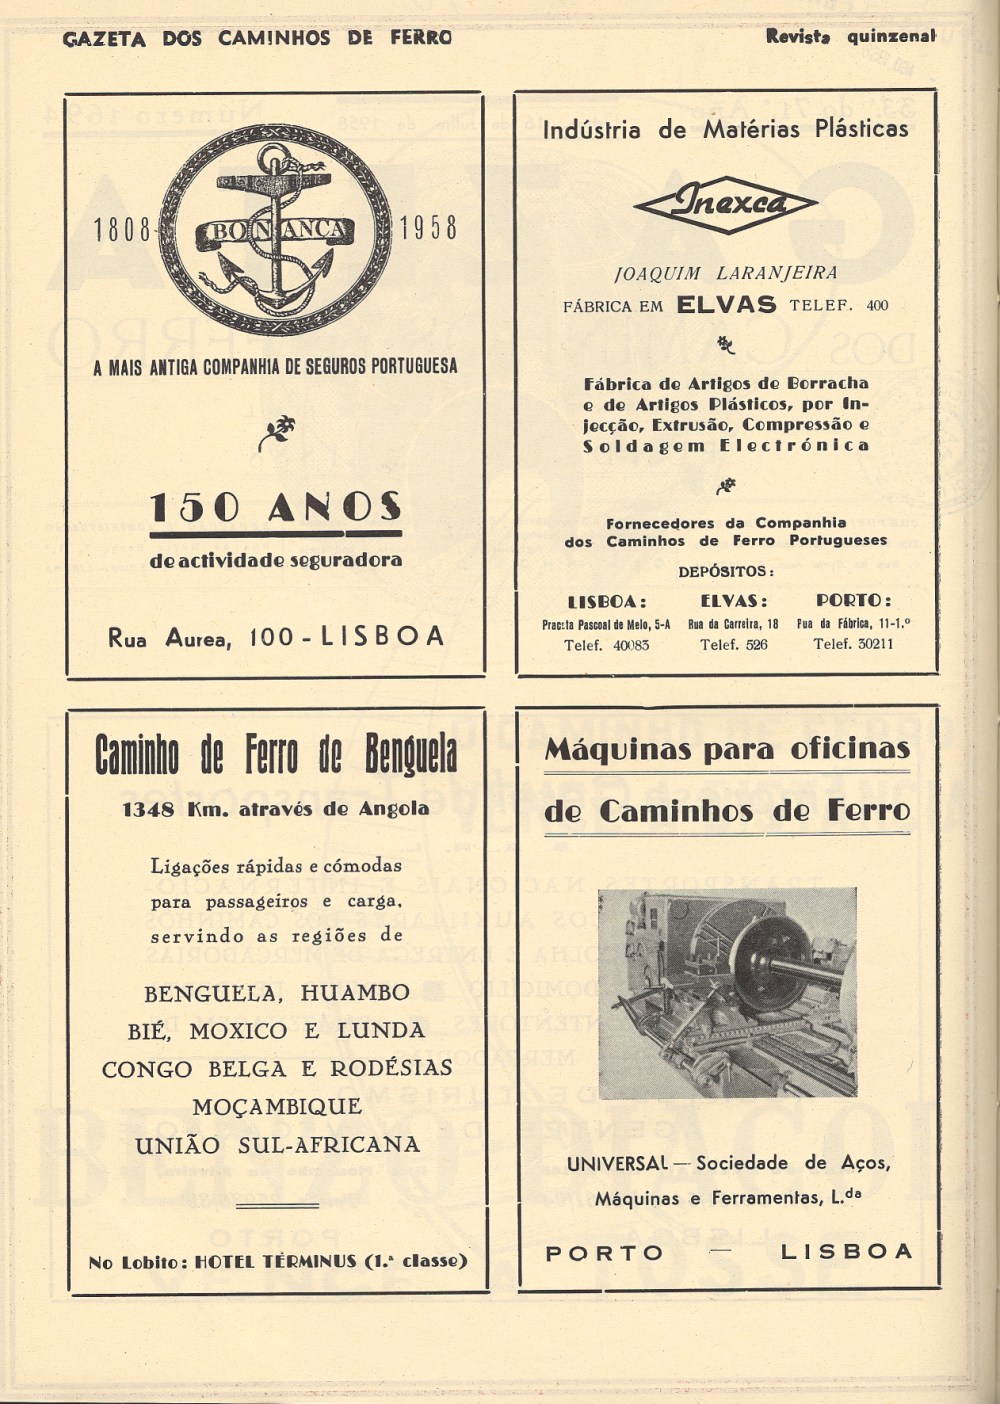 GAZETA DOS CAMINHOS DE FERRO
Revista quinzenal
1808
BONANÇA
1958
A MAIS ANTIGA COMPANHIA DE SEGUROS PORTUGUESA
150 ANOS
de actividade seguradora
Rua Aurea, 100 - LISBOA
Indústria de Matérias Plásticas
Inexca
JOAQUIM LARANJEIRA
FÁBRICA EM ELVAS TELEF. 400
Fábrica de Artigos de Borracha
e de Artigos Plásticos, por In-
jecção, Extrusão, Compressão e
Soldagem Electrónica
Fornecedores da Companhia
dos Caminhos de Ferro Portugueses
DEPÓSITOS:
LISBOA: ELVAS: PORTO:
Praceta Pascoal de Melo, 5-A Rua da Carreira, 18 Rua da Fábrica, 11-1.º
Telef. 40083 Telef. 526 Telef. 30211
Caminho de Ferro de Benguela
1348 Km. através de Angola
Ligações rápidas e cómodas
para passageiros e carga,
servindo as regiões de
BENGUELA, HUAMBO
BIÉ, MOXICO E LUNDA
CONGO BELGA E RODÉSIAS
MOÇAMBIQUE
UNIÃO SUL-AFRICANA
No Lobito: HOTEL TÉRMINUS (1.ª classe)
Máquinas para oficinas
de Caminhos de Ferro
UNIVERSAL — Sociedade de Aços,
Máquinas e Ferramentas, L.da
PORTO — LISBOA